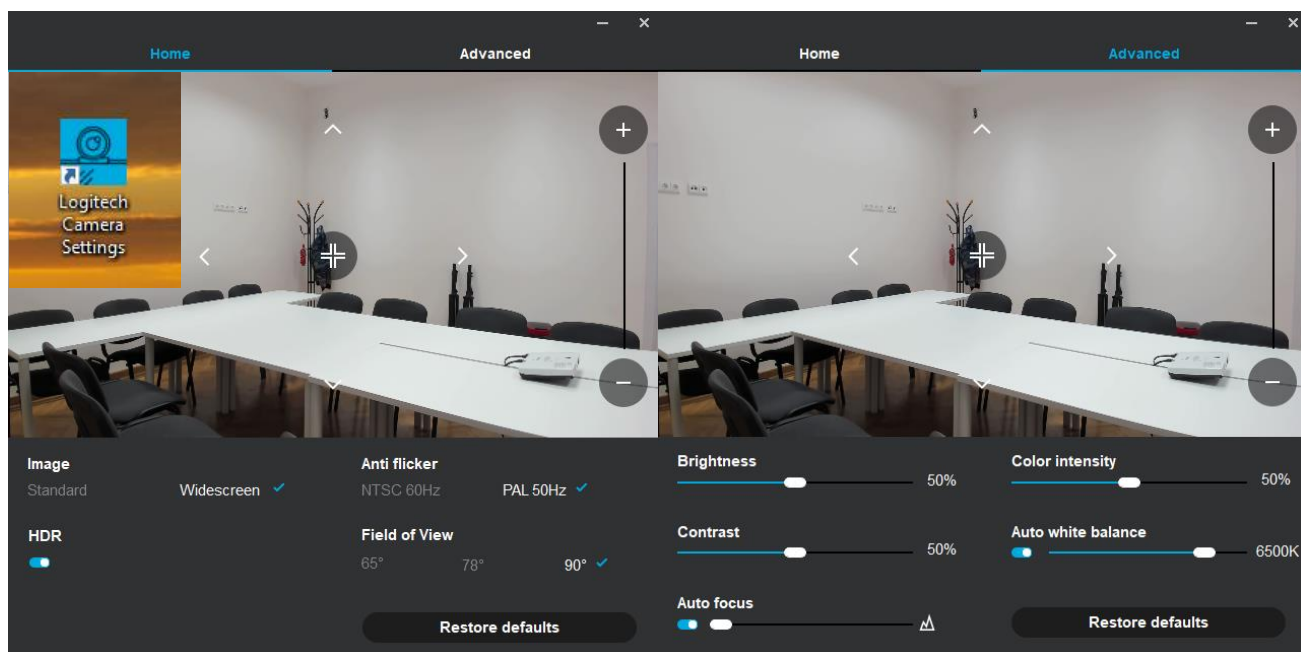 Home
Advanced
Logitech
Camera
Settings
Image
Standard
Widescreen
Anti flicker
NTSC 60Hz
PAL 50Hz
HDR
Field of View
65°
78°
90°
Restore defaults
Home
Advanced
Brightness
50%
Color intensity
50%
Contrast
50%
Auto white balance
6500K
Auto focus
Restore defaults